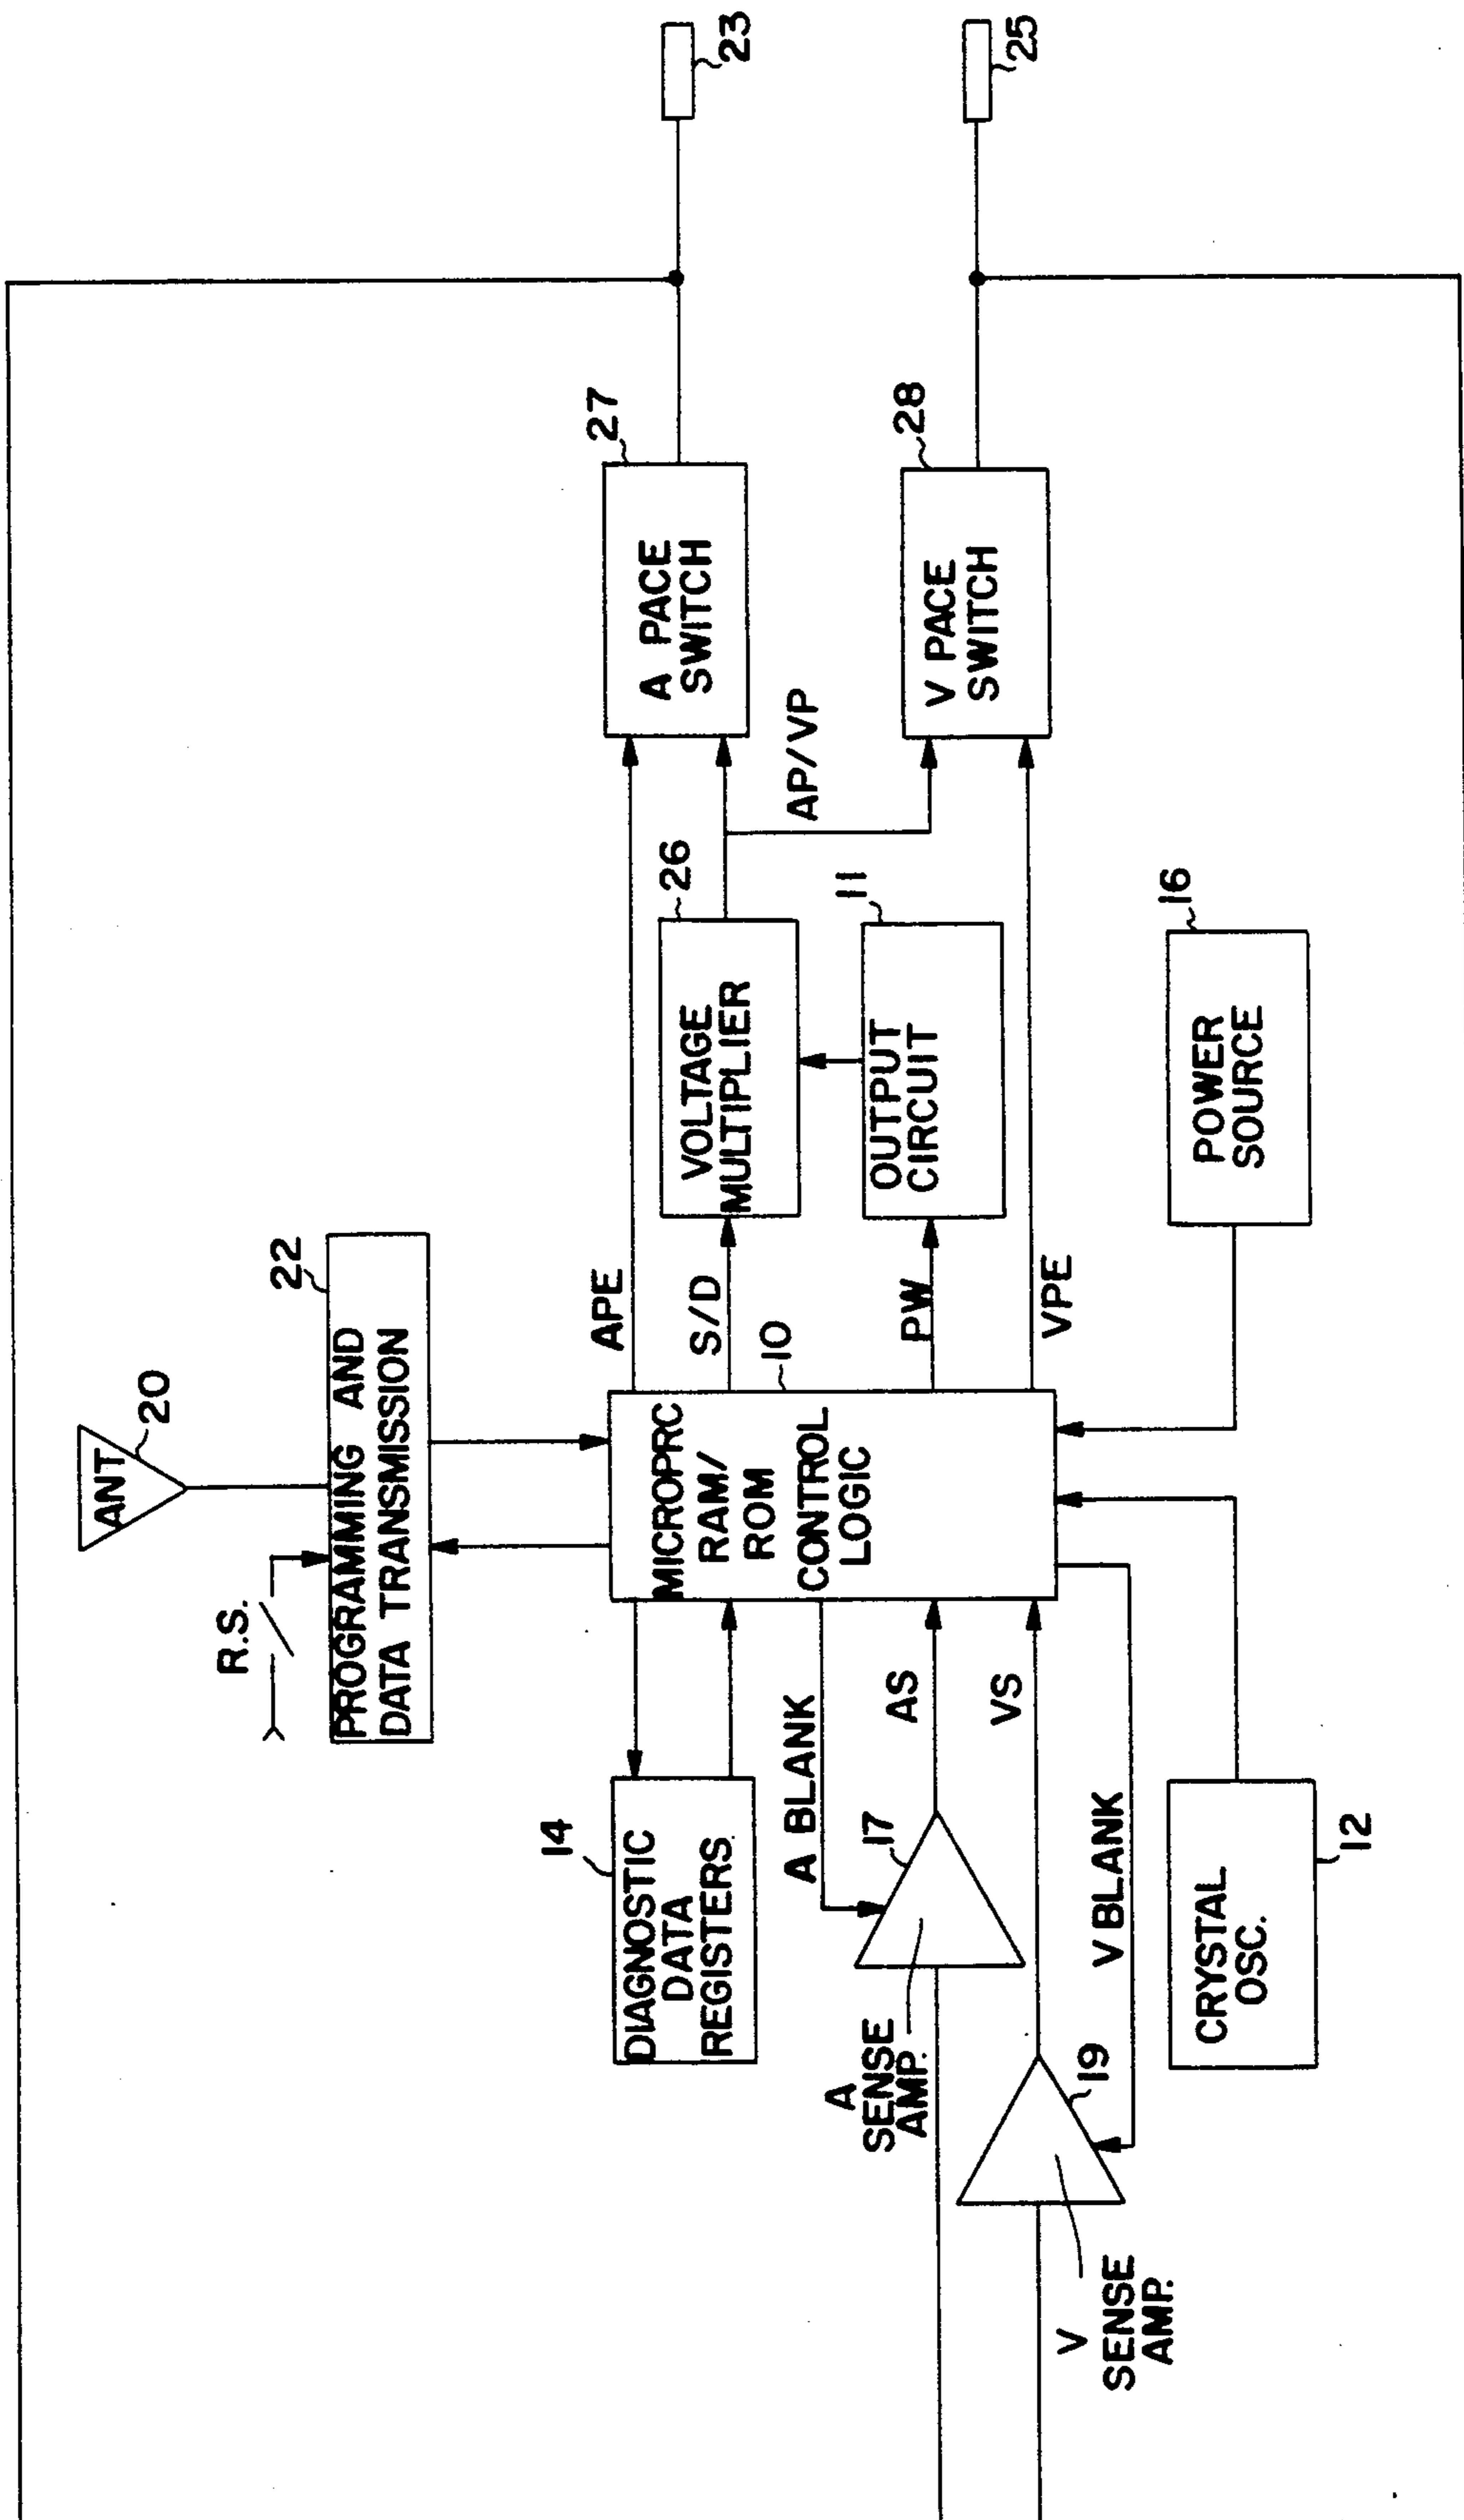 ANT
20
R.S.
22
PROGRAMMING AND
DATA TRANSMISSION
14
DIAGNOSTIC
DATA
REGISTERS
A BLANK
17
A
SENSE
AMP.
AS
VS
V BLANK
19
V
SENSE
AMP.
CRYSTAL
OSC.
12
MICROPRC
RAM/
ROM
CONTROL
LOGIC
10
APE
S/D
PW
VPE
26
VOLTAGE
MULTIPLIER
11
OUTPUT
CIRCUIT
16
POWER
SOURCE
AP/VP
27
A PACE
SWITCH
28
V PACE
SWITCH
23
25